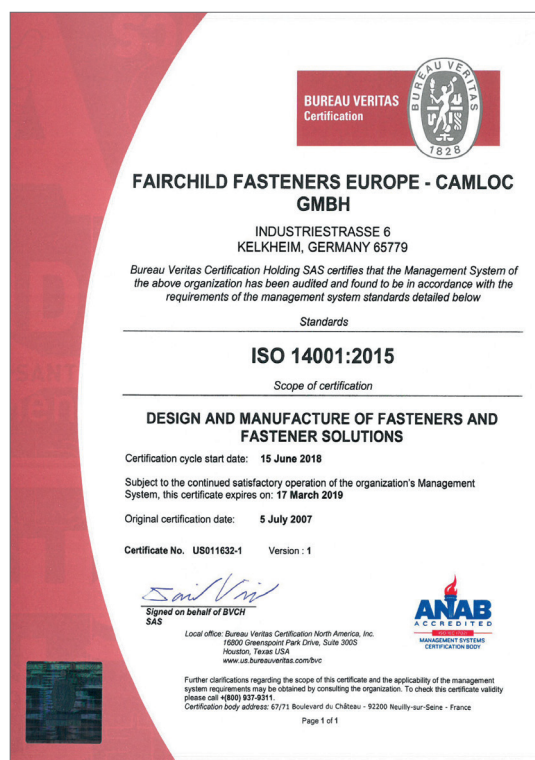 BUREAU VERITAS
Certification
BUREAU VERITAS
1828
FAIRCHILD FASTENERS EUROPE - CAMLOC
GMBH
INDUSTRIESTRASSE 6
KELKHEIM, GERMANY 65779
Bureau Veritas Certification Holding SAS certifies that the Management System of
the above organization has been audited and found to be in accordance with the
requirements of the management system standards detailed below
Standards
ISO 14001:2015
Scope of certification
DESIGN AND MANUFACTURE OF FASTENERS AND
FASTENER SOLUTIONS
Certification cycle start date: 15 June 2018
Subject to the continued satisfactory operation of the organization's Management
System, this certificate expires on: 17 March 2019
Original certification date: 5 July 2007
Certificate No. US011632-1 Version : 1
Signed on behalf of BVCH
SAS
ANAB
ACCREDITED
MANAGEMENT SYSTEMS
CERTIFICATION BODY
Local office: Bureau Veritas Certification North America, Inc.
16800 Greenspoint Park Drive, Suite 300S
Houston, Texas USA
www.us.bureauveritas.com/bvc
Further clarifications regarding the scope of this certificate and the applicability of the management
system requirements may be obtained by consulting the organization. To check this certificate validity
please call +(800) 937-9311.
Certification body address: 67/71 Boulevard du Château - 92200 Neuilly-sur-Seine - France
Page 1 of 1